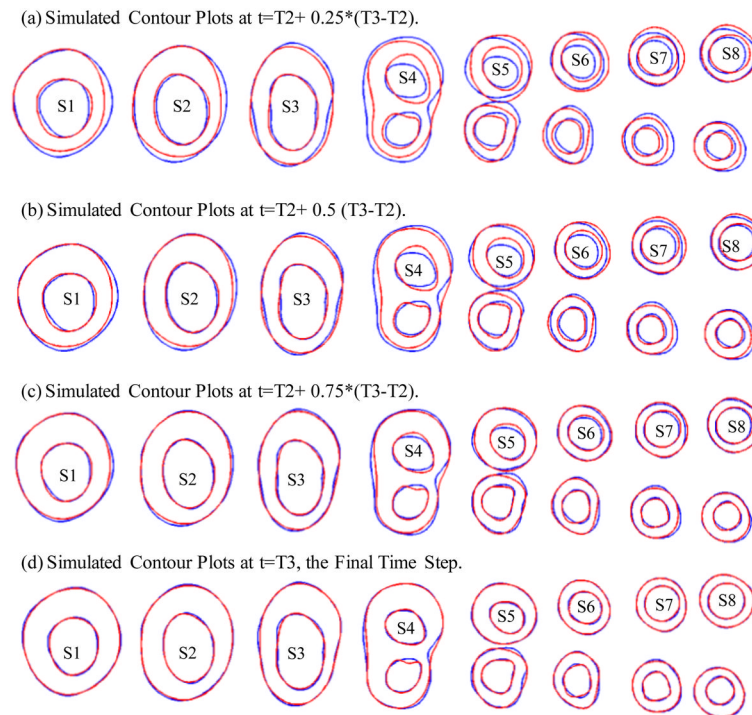 (a) Simulated Contour Plots at t=T2+ 0.25*(T3-T2).
S1 S2 S3 S4 S5 S6 S7 S8
(b) Simulated Contour Plots at t=T2+ 0.5 (T3-T2).
S1 S2 S3 S4 S5 S6 S7 S8
(c) Simulated Contour Plots at t=T2+ 0.75*(T3-T2).
S1 S2 S3 S4 S5 S6 S7 S8
(d) Simulated Contour Plots at t=T3, the Final Time Step.
S1 S2 S3 S4 S5 S6 S7 S8